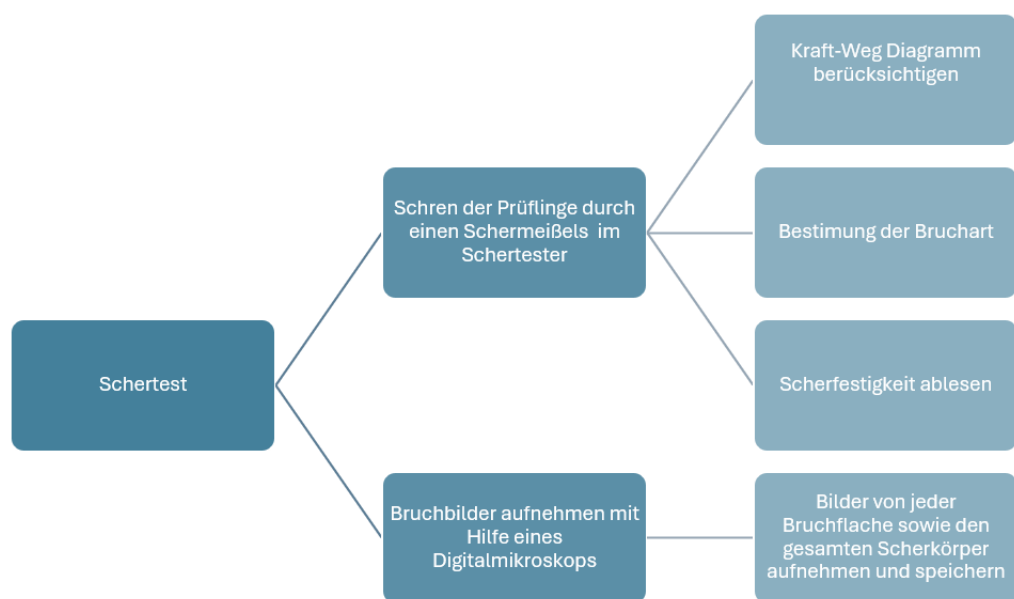 Schertest
Schren der Prüflinge durch
einen Schermeißels im
Schertester
Kraft-Weg Diagramm
berücksichtigen
Bestimung der Bruchart
Scherfestigkeit ablesen
Bruchbilder aufnehmen mit
Hilfe eines
Digitalmikroskops
Bilder von jeder
Bruchflache sowie den
gesamten Scherkörper
aufnehmen und speichern